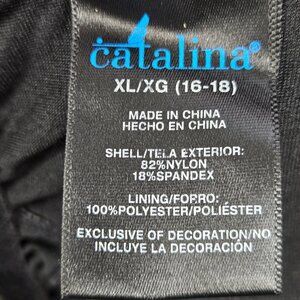 catalina®
XL/XG (16-18)
MADE IN CHINA
HECHO EN CHINA
SHELL/TELA EXTERIOR:
82%NYLON
18%SPANDEX
LINING/FORRO:
100%POLYESTER/POLIÉSTER
EXCLUSIVE OF DECORATION/NO
INCLUYE LA DECORACIÓN